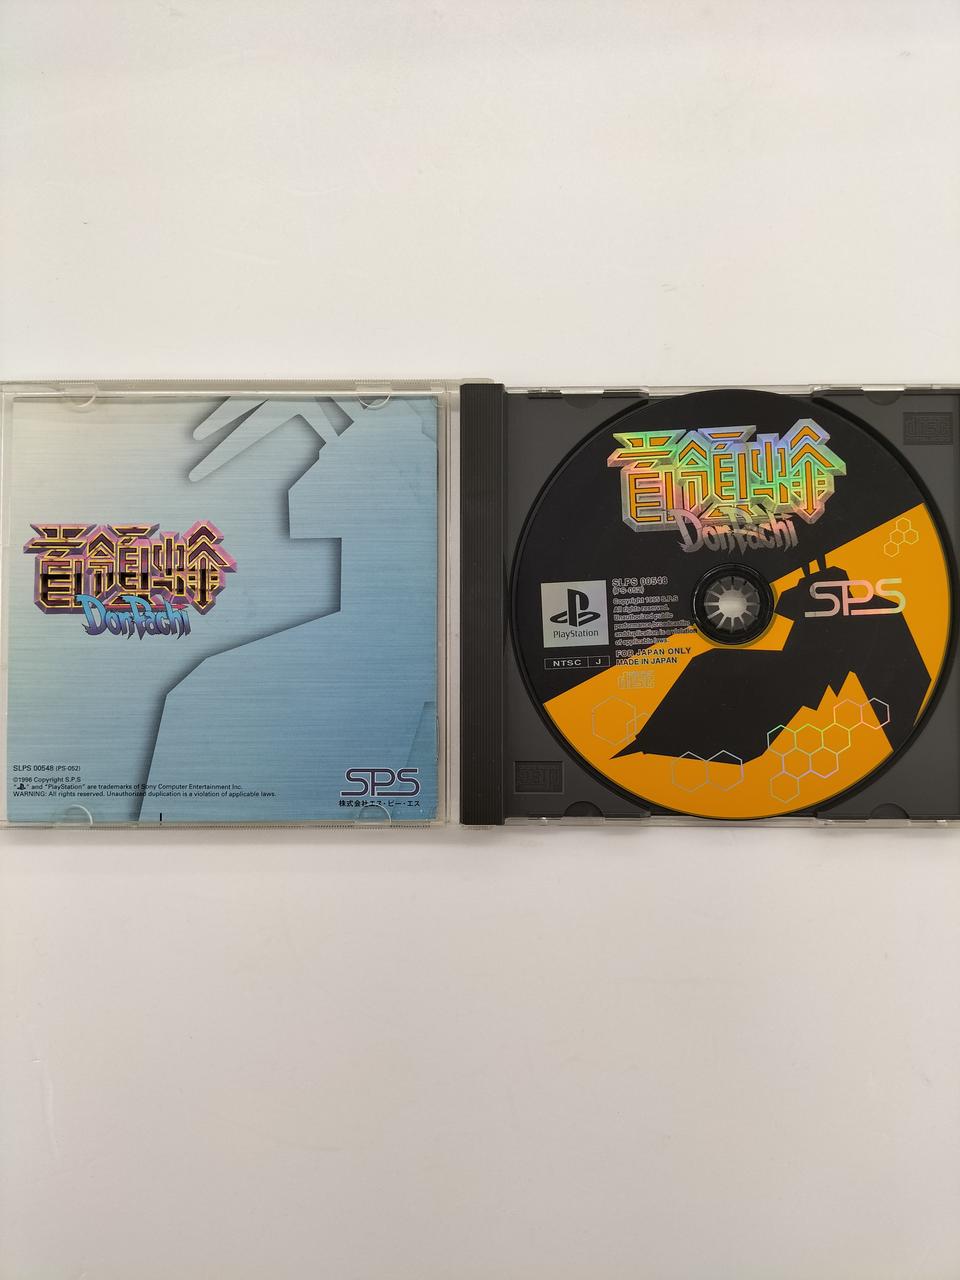 首領蜂
DonPachi
SLPS 00548 (PS-052)
©1996 Copyright S.P.S
" " and "PlayStation" are trademarks of Sony Computer Entertainment Inc.
WARNING: All rights reserved. Unauthorized duplication is a violation of applicable laws.
SPS
株式会社エス・ピー・エス
首領蜂
DonPachi
SPS
PlayStation
NTSC J
SLPS 00548
(PS-052)
Copyright 1996 S.P.S
All rights reserved.
Unauthorized public
performance,broadcasting
and duplication is a violation
of applicable laws.
FOR JAPAN ONLY
MADE IN JAPAN
disc